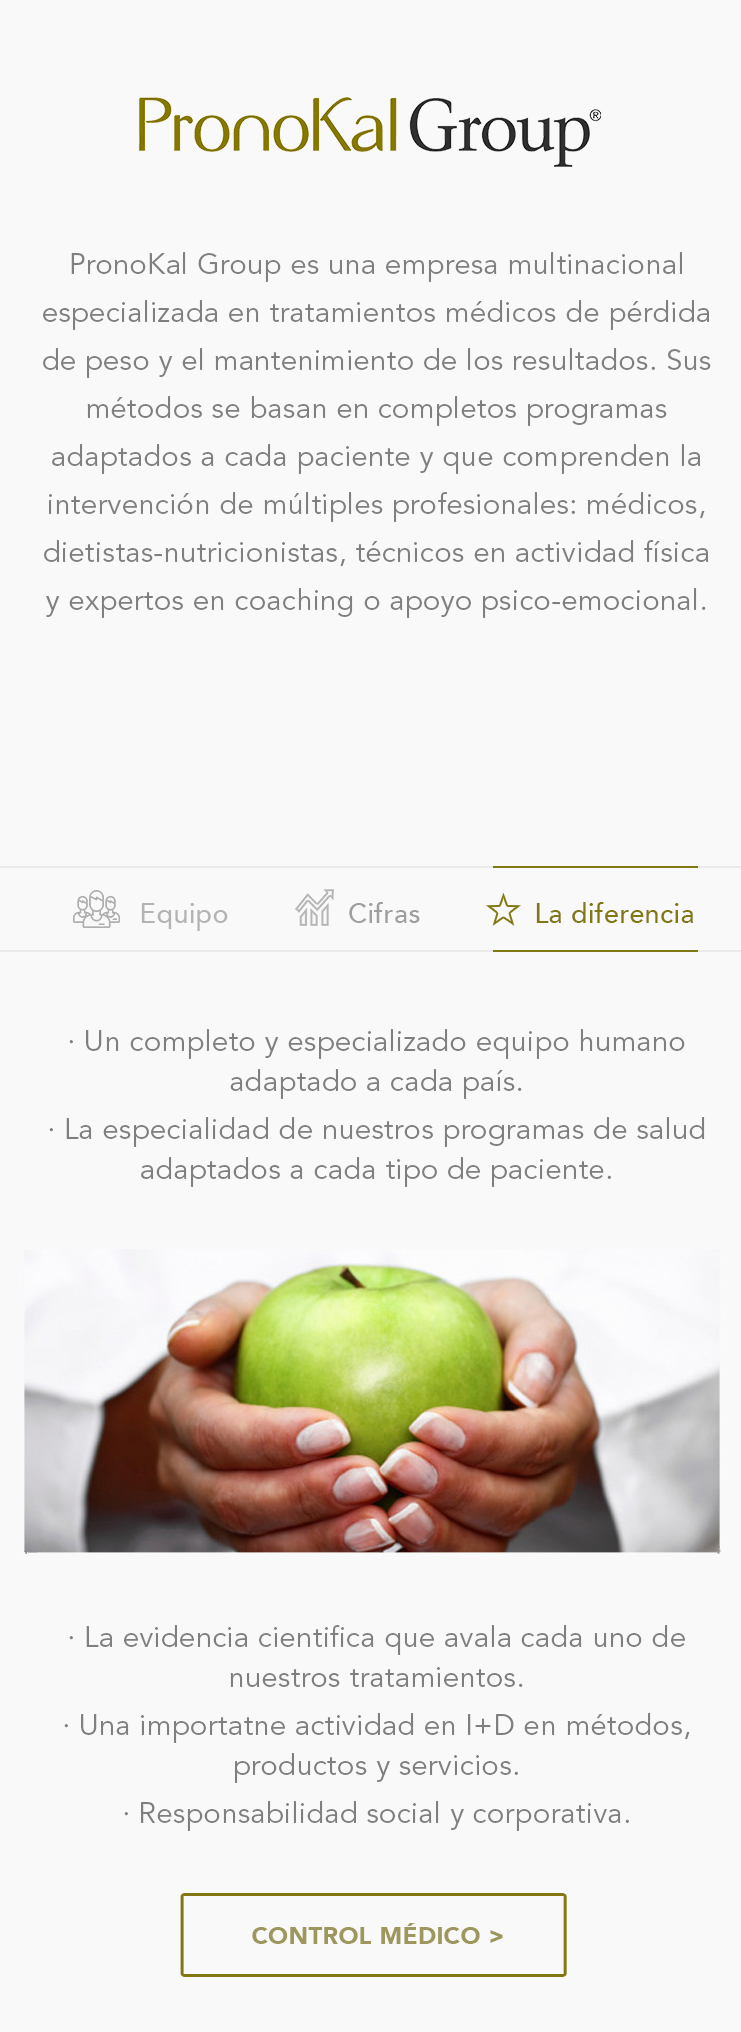 PronoKal Group®
PronoKal Group es una empresa multinacional
especializada en tratamientos médicos de pérdida
de peso y el mantenimiento de los resultados. Sus
métodos se basan en completos programas
adaptados a cada paciente y que comprenden la
intervención de múltiples profesionales: médicos,
dietistas-nutricionistas, técnicos en actividad física
y expertos en coaching o apoyo psico-emocional.
Equipo Cifras La diferencia
· Un completo y especializado equipo humano
adaptado a cada país.
· La especialidad de nuestros programas de salud
adaptados a cada tipo de paciente.
· La evidencia cientifica que avala cada uno de
nuestros tratamientos.
· Una importatne actividad en I+D en métodos,
productos y servicios.
· Responsabilidad social y corporativa.
CONTROL MÉDICO >